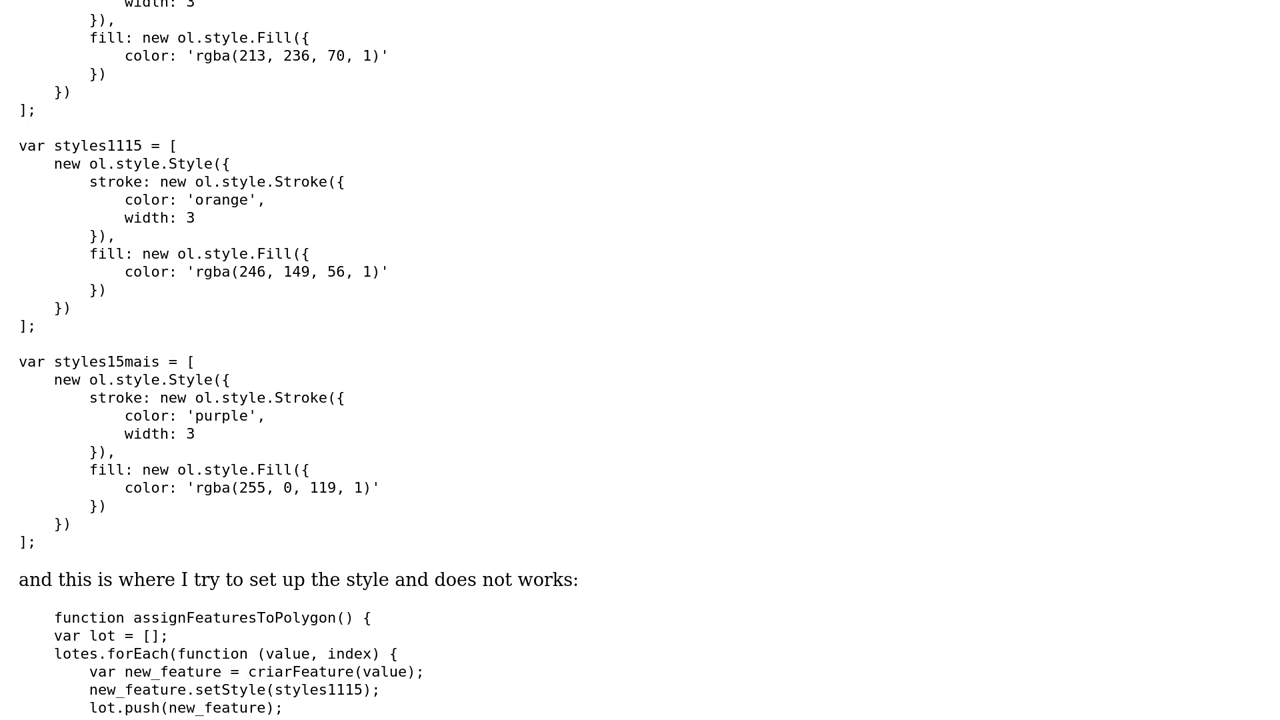 width: 3
        }),
        fill: new ol.style.Fill({
            color: 'rgba(213, 236, 70, 1)'
        })
    })
];

var styles1115 = [
    new ol.style.Style({
        stroke: new ol.style.Stroke({
            color: 'orange',
            width: 3
        }),
        fill: new ol.style.Fill({
            color: 'rgba(246, 149, 56, 1)'
        })
    })
];

var styles15mais = [
    new ol.style.Style({
        stroke: new ol.style.Stroke({
            color: 'purple',
            width: 3
        }),
        fill: new ol.style.Fill({
            color: 'rgba(255, 0, 119, 1)'
        })
    })
];

and this is where I try to set up the style and does not works:

    function assignFeaturesToPolygon() {
    var lot = [];
    lotes.forEach(function (value, index) {
        var new_feature = criarFeature(value);
        new_feature.setStyle(styles1115);
        lot.push(new_feature);